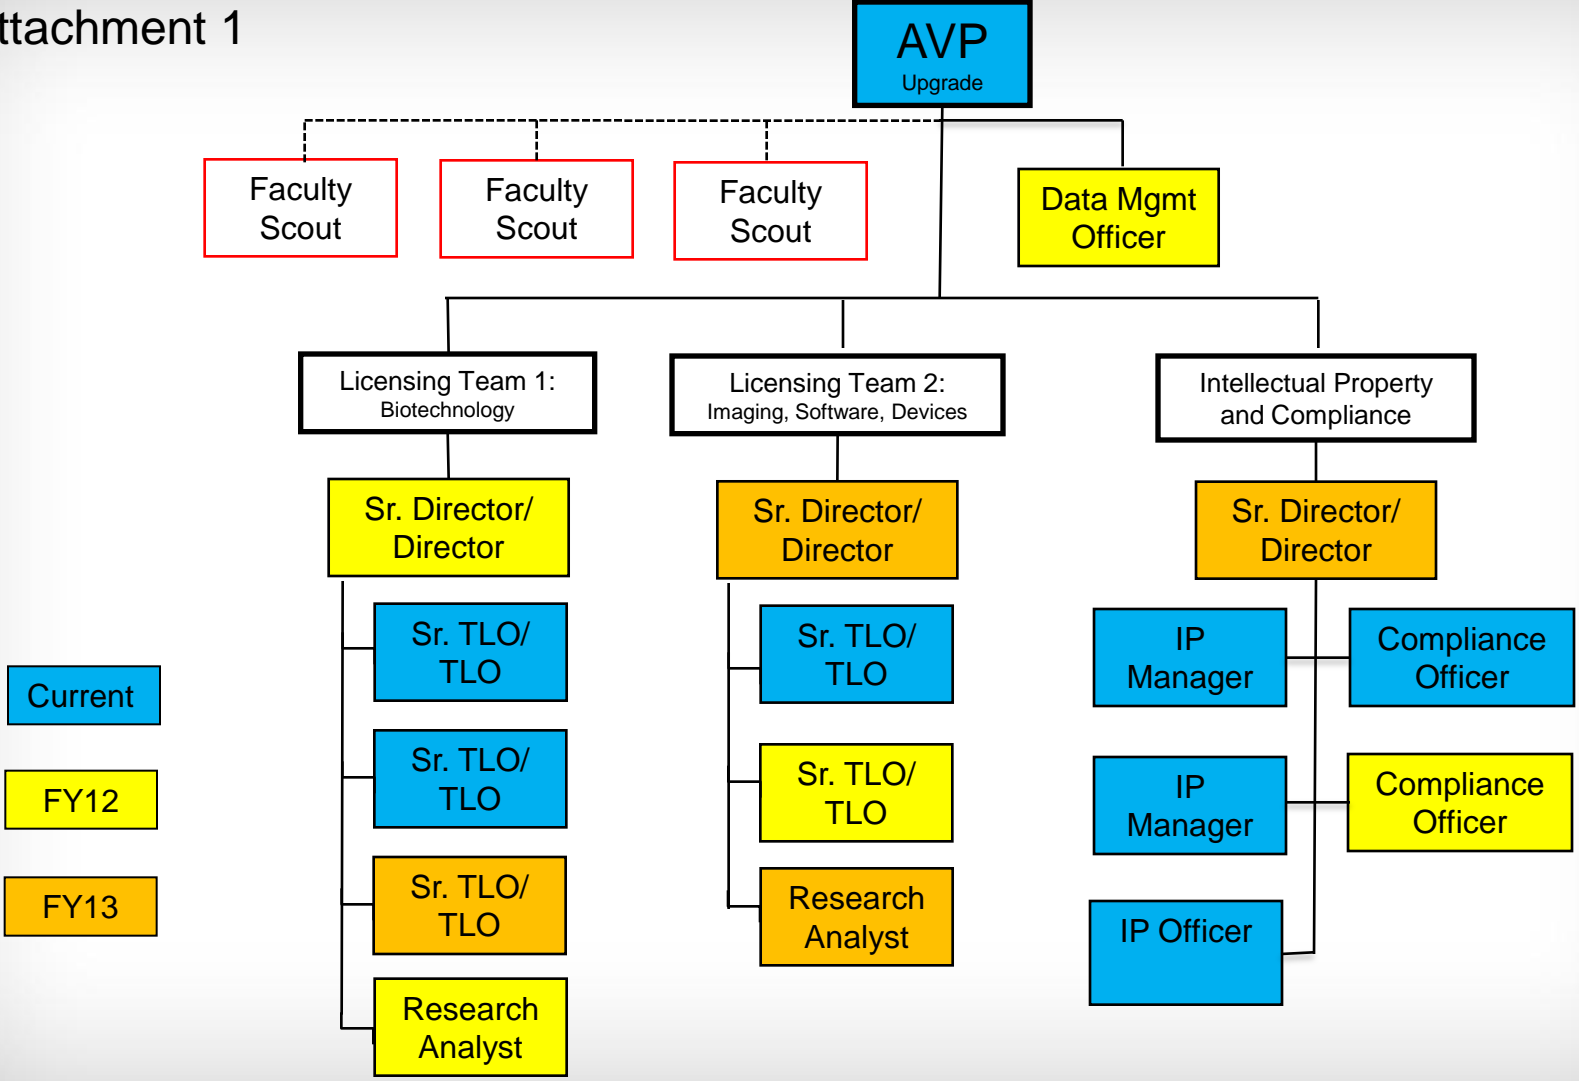 ttachment 1
AVP
Upgrade
Faculty
Scout
Faculty
Scout
Faculty
Scout
Data Mgmt
Officer
Licensing Team 1:
Biotechnology
Licensing Team 2:
Imaging, Software, Devices
Intellectual Property
and Compliance
Sr. Director/
Director
Sr. Director/
Director
Sr. Director/
Director
Sr. TLO/
TLO
Sr. TLO/
TLO
Sr. TLO/
TLO
Research
Analyst
Sr. TLO/
TLO
Sr. TLO/
TLO
Research
Analyst
IP
Manager
Compliance
Officer
IP
Manager
Compliance
Officer
IP Officer
Current
FY12
FY13